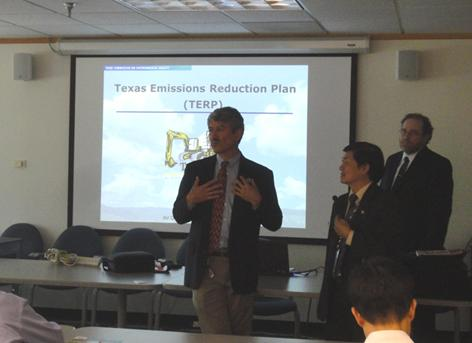 Texas Emissions Reduction Plan
(TERP)